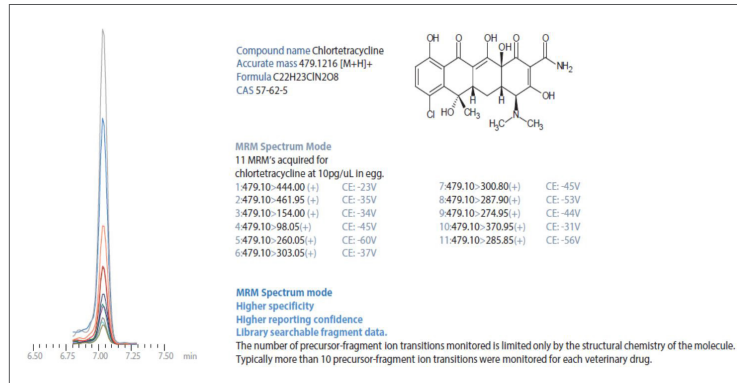 Compound name Chlortetracycline
Accurate mass 479.1216 [M+H]+
Formula C22H23ClN2O8
CAS 57-62-5
OH
O
OH
O
O
OH
NH₂
OH
Cl
HO
CH₃
H
H
N
H₃C
CH₃
MRM Spectrum Mode
11 MRM's acquired for
chlortetracycline at 10pg/uL in egg.
1:479.10>444.00 (+) CE: -23V
2:479.10>461.95 (+) CE: -35V
3:479.10>154.00 (+) CE: -34V
4:479.10>98.05(+) CE: -45V
5:479.10>260.05(+) CE: -60V
6:479.10>303.05(+) CE: -37V
7:479.10>300.80(+) CE: -45V
8:479.10>287.90(+) CE: -53V
9:479.10>274.95(+) CE: -44V
10:479.10>370.95(+) CE: -31V
11:479.10>285.85(+) CE: -56V
MRM Spectrum mode
Higher specificity
Higher reporting confidence
Library searchable fragment data.
The number of precursor-fragment ion transitions monitored is limited only by the structural chemistry of the molecule.
Typically more than 10 precursor-fragment ion transitions were monitored for each veterinary drug.
6.50 6.75 7.00 7.25 7.50 min